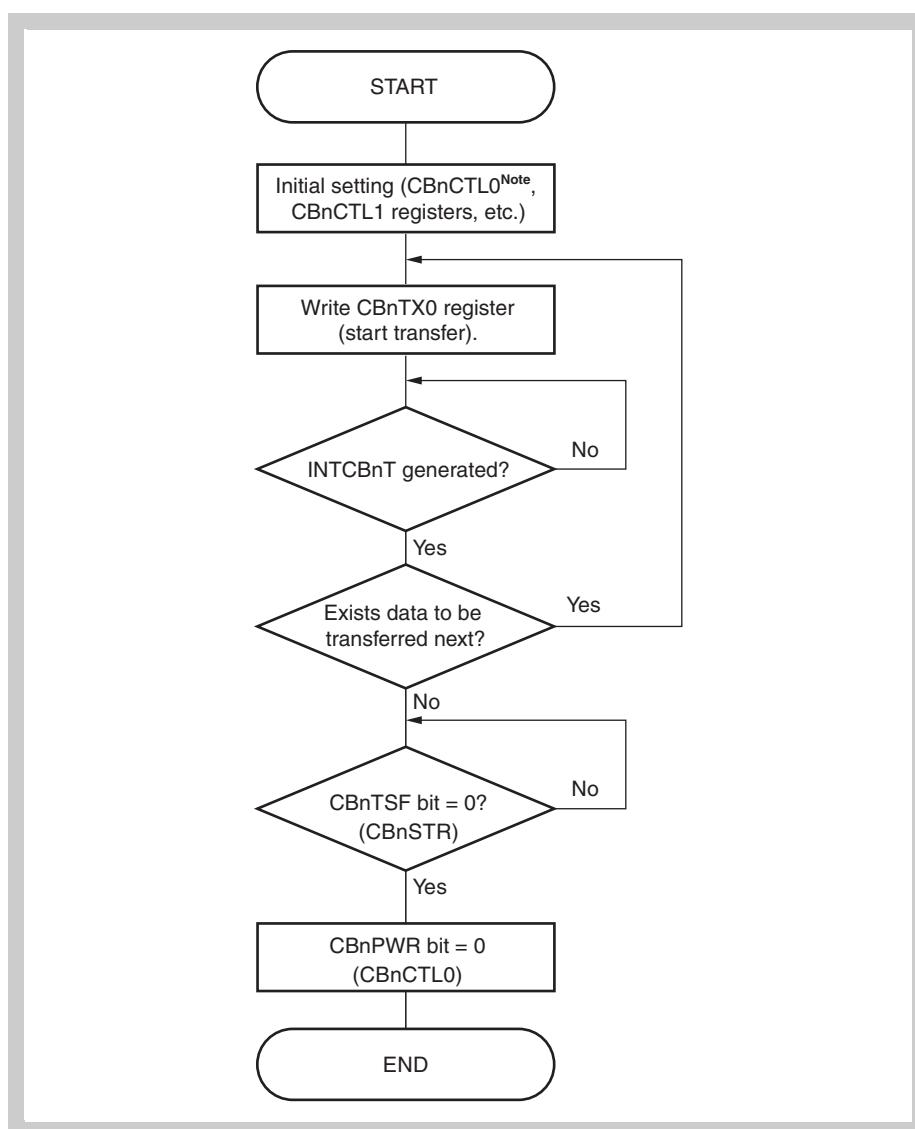 START
Initial setting (CBnCTL0Note,
CBnCTL1 registers, etc.)
Write CBnTX0 register
(start transfer).
INTCBnT generated?
No
Yes
Exists data to be
transferred next?
Yes
No
CBnTSF bit = 0?
(CBnSTR)
No
Yes
CBnPWR bit = 0
(CBnCTL0)
END